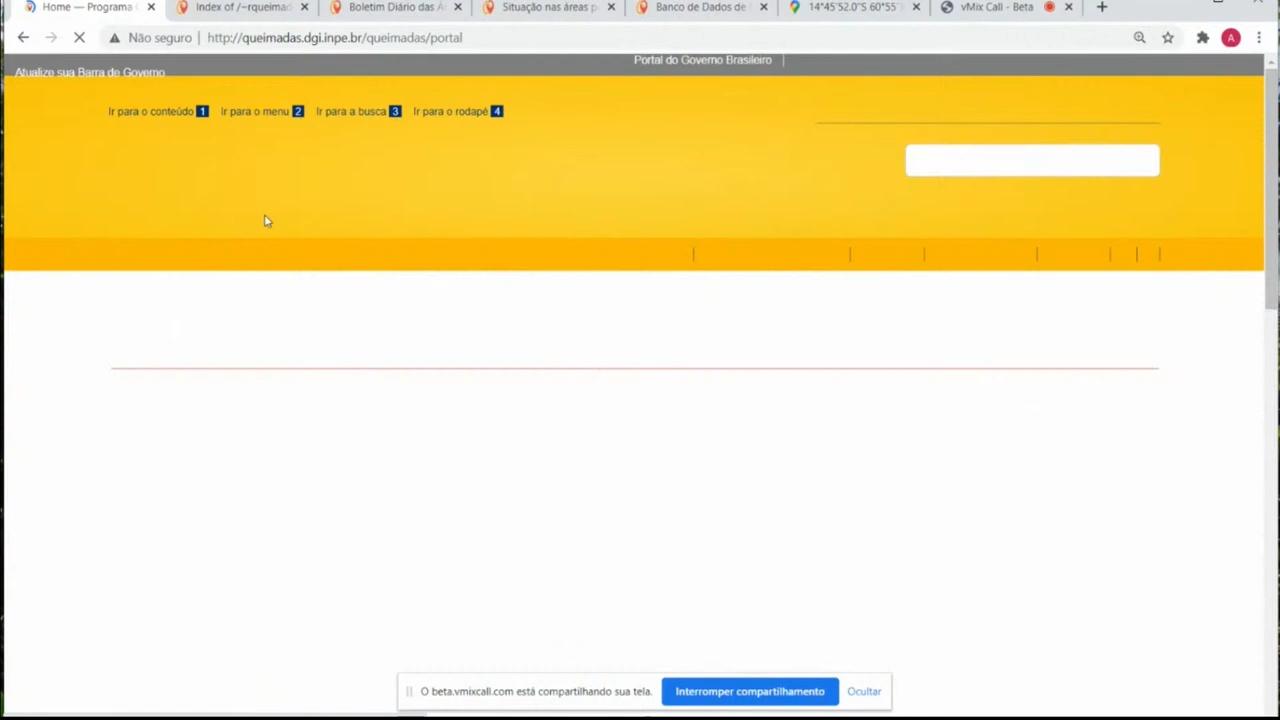 Home — Programa
Index of /~rqueimad
Boletim Diário das Á
Situação nas áreas p
Banco de Dados de
14°45'52.0"S 60°55'
vMix Call - Beta
Não seguro
http://queimadas.dgi.inpe.br/queimadas/portal
A
Portal do Governo Brasileiro
Atualize sua Barra de Governo
Ir para o conteúdo 1 Ir para o menu 2 Ir para a busca 3 Ir para o rodapé 4
O beta.vmixcall.com está compartilhando sua tela. Interromper compartilhamento Ocultar